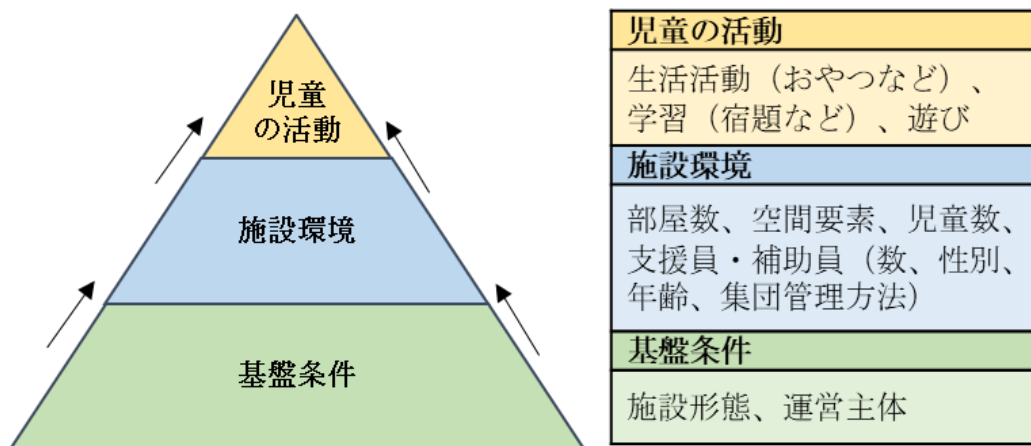 児童
の活動
施設環境
基盤条件
児童の活動
生活活動（おやつなど）、
学習（宿題など）、遊び
施設環境
部屋数、空間要素、児童数、
支援員・補助員（数、性別、
年齢、集団管理方法）
基盤条件
施設形態、運営主体